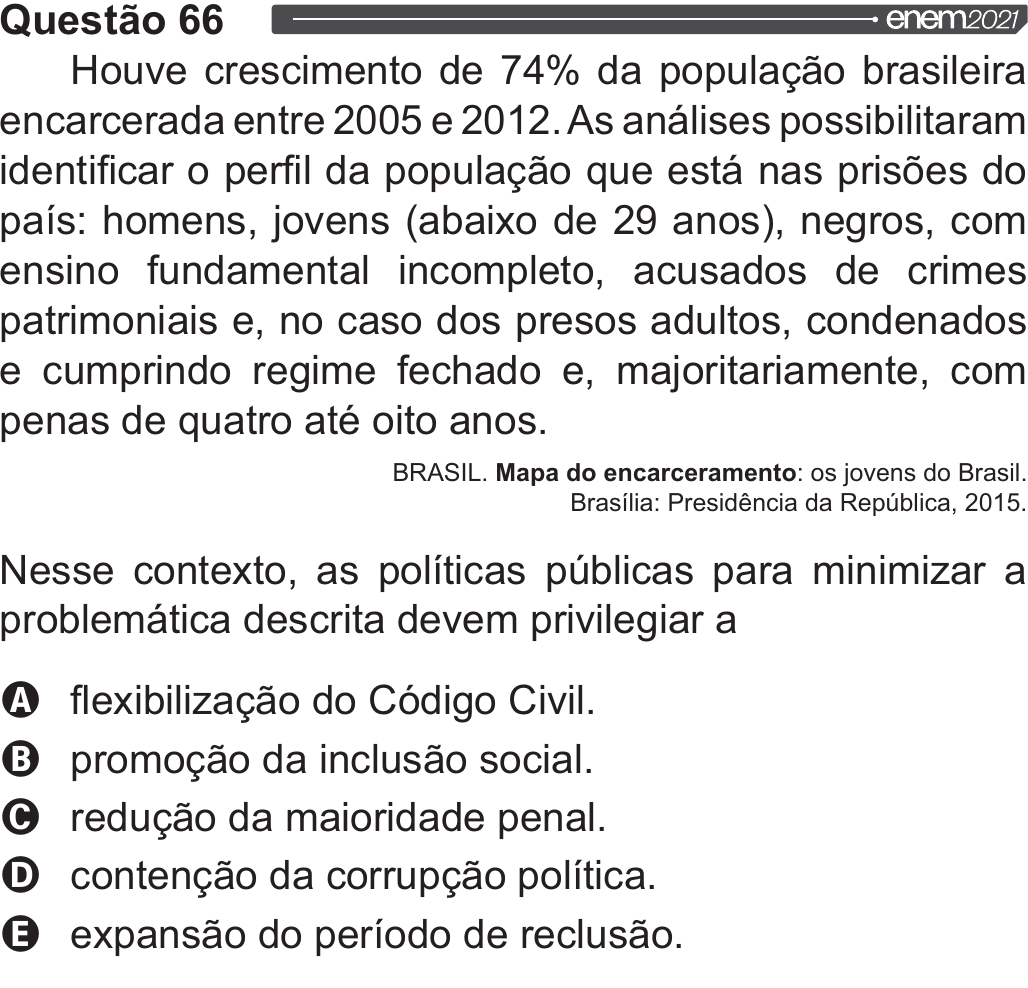 Questão 66 enem2021
Houve crescimento de 74% da população brasileira
encarcerada entre 2005 e 2012. As análises possibilitaram
identificar o perfil da população que está nas prisões do
país: homens, jovens (abaixo de 29 anos), negros, com
ensino fundamental incompleto, acusados de crimes
patrimoniais e, no caso dos presos adultos, condenados
e cumprindo regime fechado e, majoritariamente, com
penas de quatro até oito anos.
BRASIL. Mapa do encarceramento: os jovens do Brasil.
Brasília: Presidência da República, 2015.
Nesse contexto, as políticas públicas para minimizar a
problemática descrita devem privilegiar a
A flexibilização do Código Civil.
B promoção da inclusão social.
C redução da maioridade penal.
D contenção da corrupção política.
E expansão do período de reclusão.